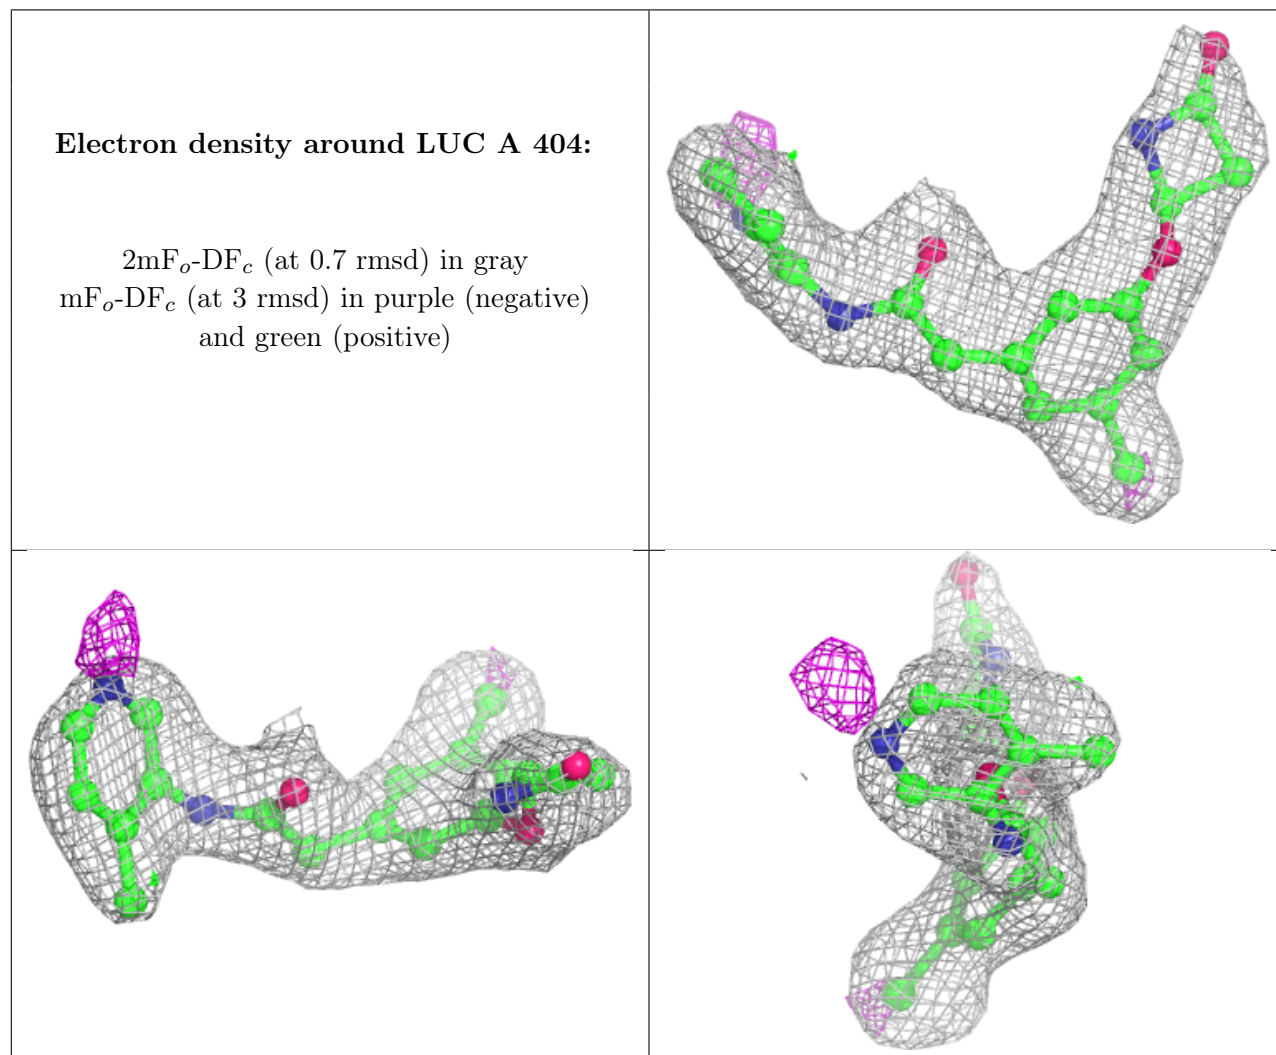 Electron density around LUC A 404:
2mFo-DFc (at 0.7 rmsd) in gray
mFo-DFc (at 3 rmsd) in purple (negative)
and green (positive)